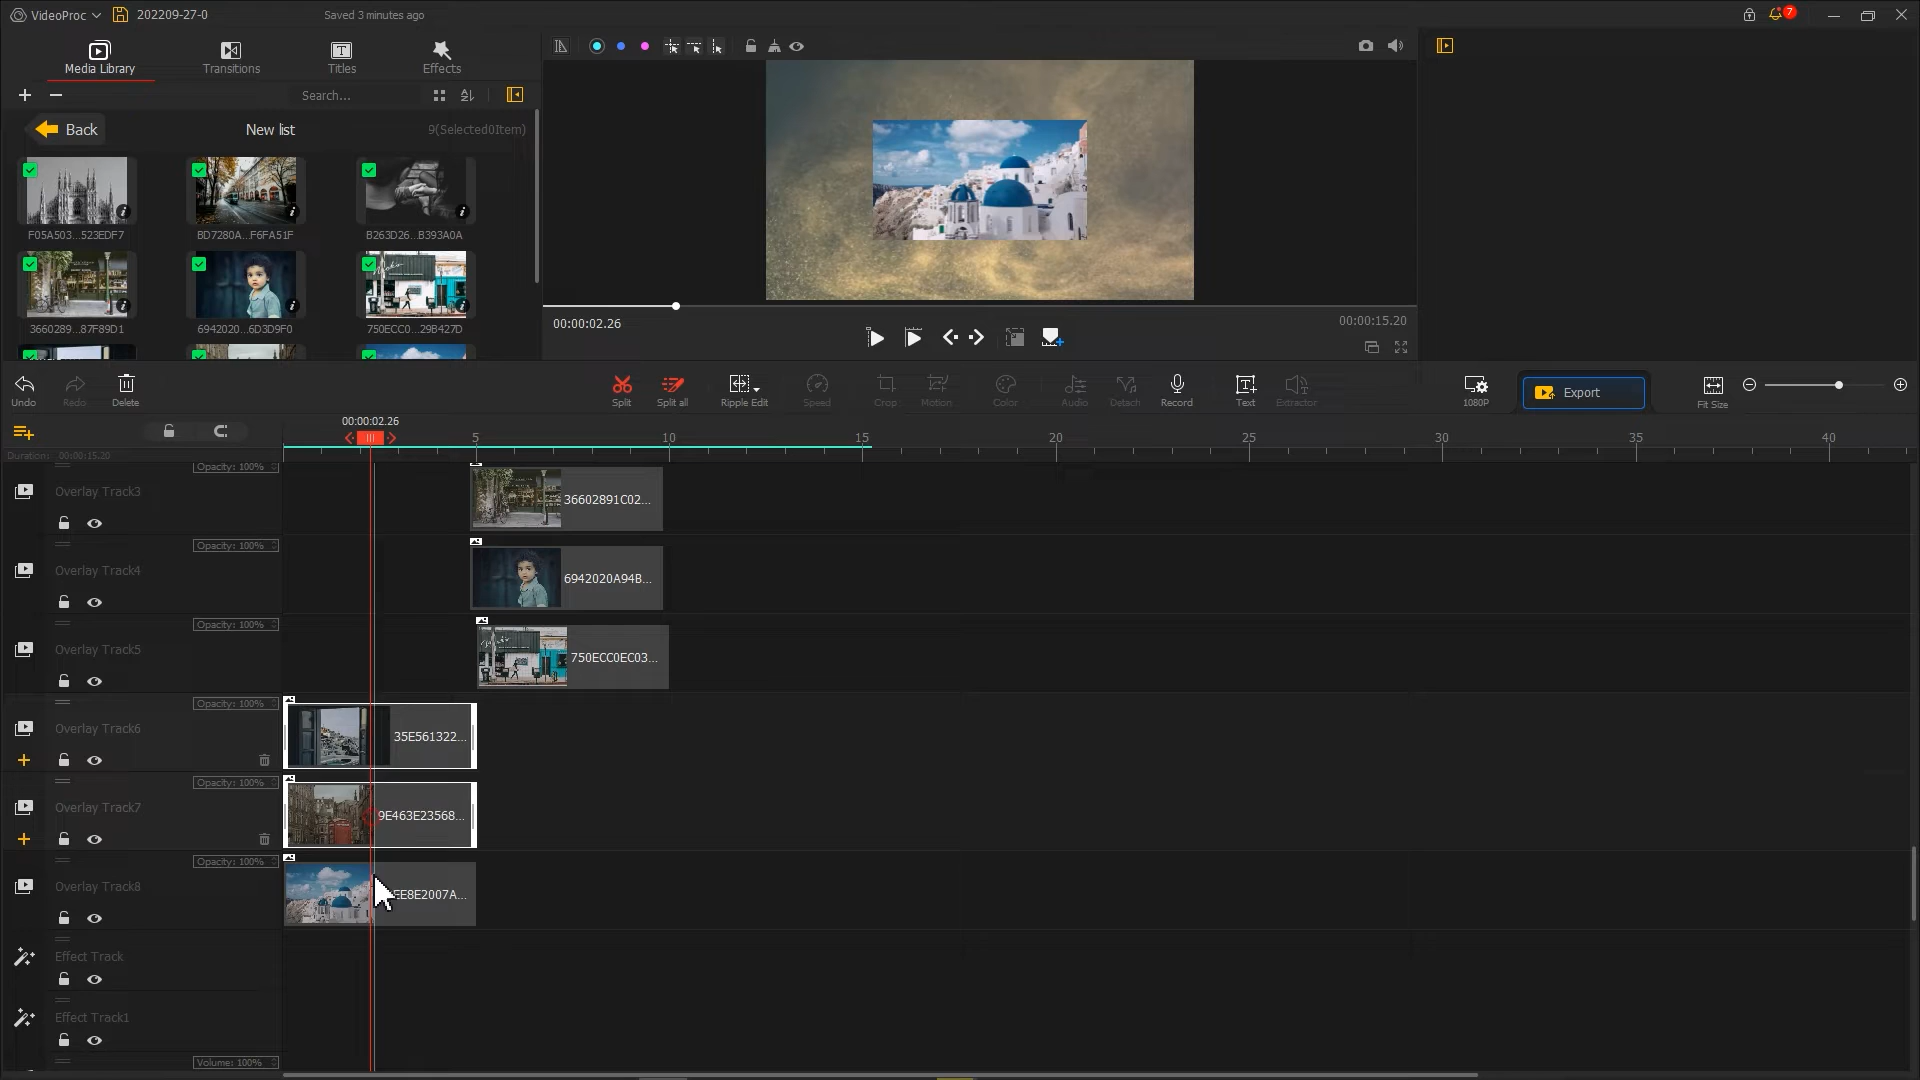 VideoProc
202209-27-0
Saved 3 minutes ago
7
Media Library
Transitions
Titles
Effects
Search...
Back
New list
9(Selected0Item)
F05A503...523EDF7
BD7280A...F6FA51F
B263D26...B393A0A
3660289...87F89D1
6942020...6D3D9F0
750ECC0...29B427D
00:00:02.26
00:00:15.20
Undo
Redo
Delete
Split
Split all
Ripple Edit
Speed
Crop
Motion
Color
Audio
Detach
Record
Text
Extractor
1080P
Export
Fit Size
00:00:02.26
5
10
15
20
25
30
35
40
Duration: 00:00:15.20
Opacity: 100%
Overlay Track3
36602891C02...
Opacity: 100%
Overlay Track4
6942020A94B...
Opacity: 100%
Overlay Track5
750ECC0EC03...
Opacity: 100%
Overlay Track6
35E561322...
Opacity: 100%
Overlay Track7
9E463E23568...
Opacity: 100%
Overlay Track8
EE8E2007A...
Effect Track
Effect Track1
Volume: 100%